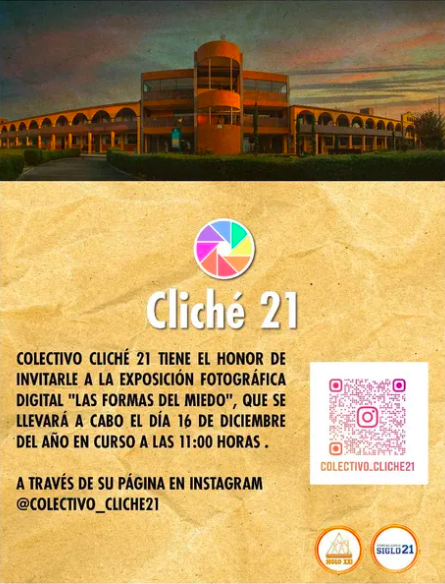 Cliché 21
COLECTIVO CLICHÉ 21 TIENE EL HONOR DE
INVITARLE A LA EXPOSICIÓN FOTOGRÁFICA
DIGITAL "LAS FORMAS DEL MIEDO", QUE SE
LLEVARÁ A CABO EL DÍA 16 DE DICIEMBRE
DEL AÑO EN CURSO A LAS 11:00 HORAS .
COLECTIVO_CLICHE21
A TRAVÉS DE SU PÁGINA EN INSTAGRAM
@COLECTIVO_CLICHE21
SIGLO XXI
SIGLO 21